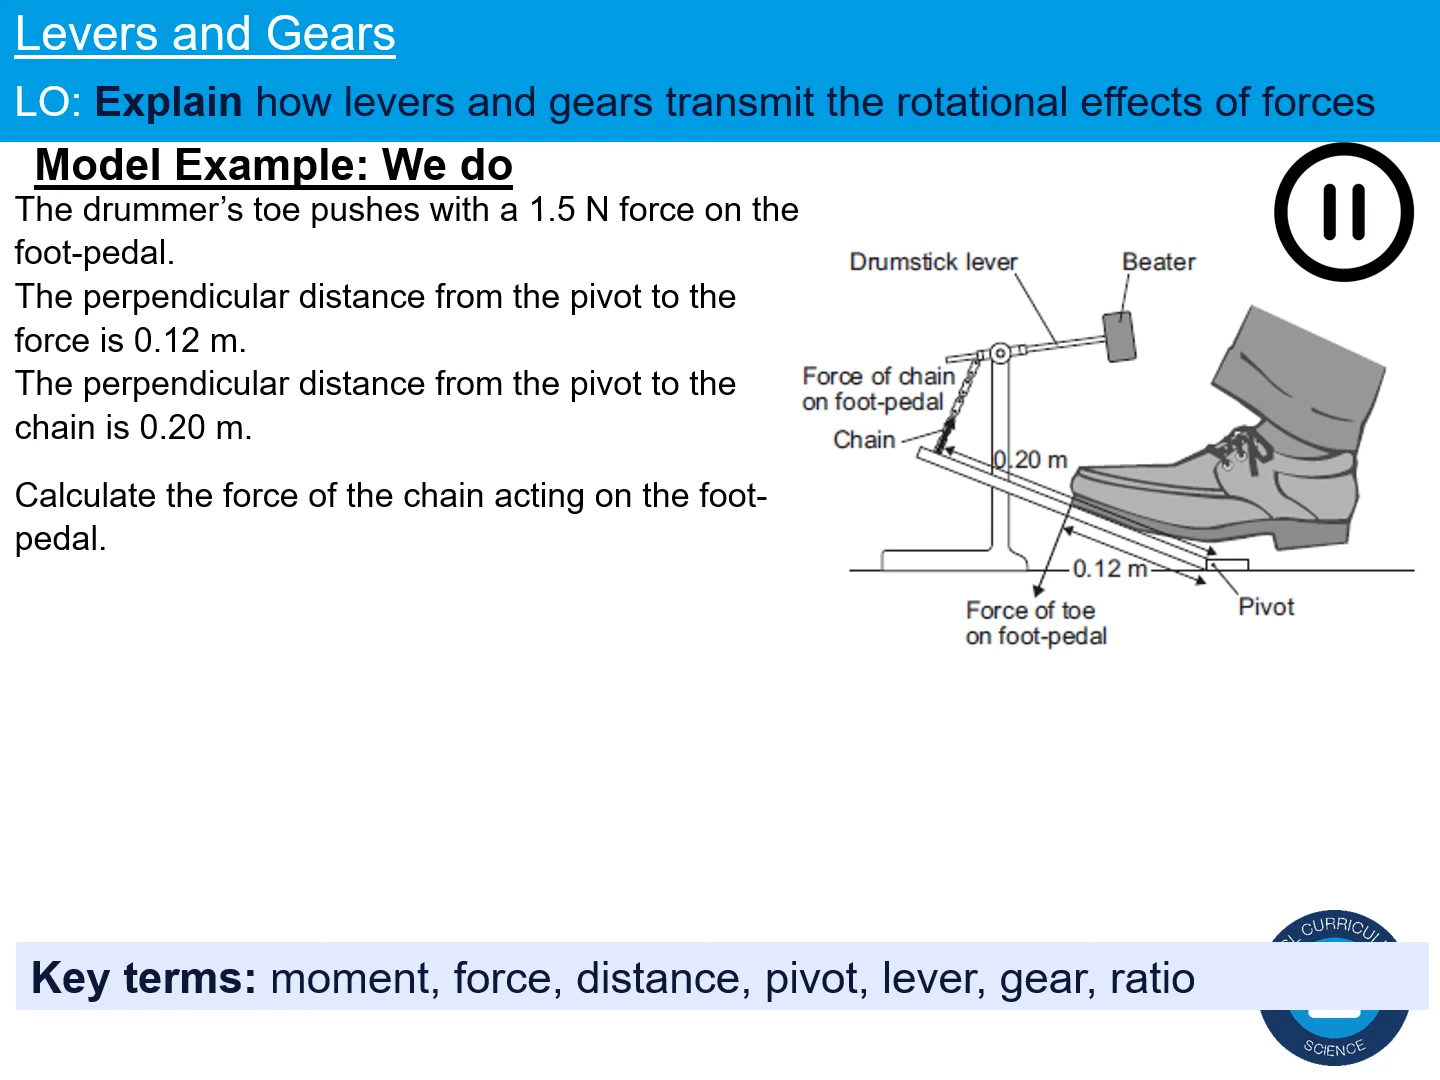 Levers and Gears
LO: Explain how levers and gears transmit the rotational effects of forces
Model Example: We do
The drummer’s toe pushes with a 1.5 N force on the
foot-pedal.
The perpendicular distance from the pivot to the
force is 0.12 m.
The perpendicular distance from the pivot to the
chain is 0.20 m.
Calculate the force of the chain acting on the foot-
pedal.
Drumstick lever
Beater
Force of chain
on foot-pedal
Chain
0.20 m
0.12 m
Force of toe
on foot-pedal
Pivot
Key terms: moment, force, distance, pivot, lever, gear, ratio
SCIENCE